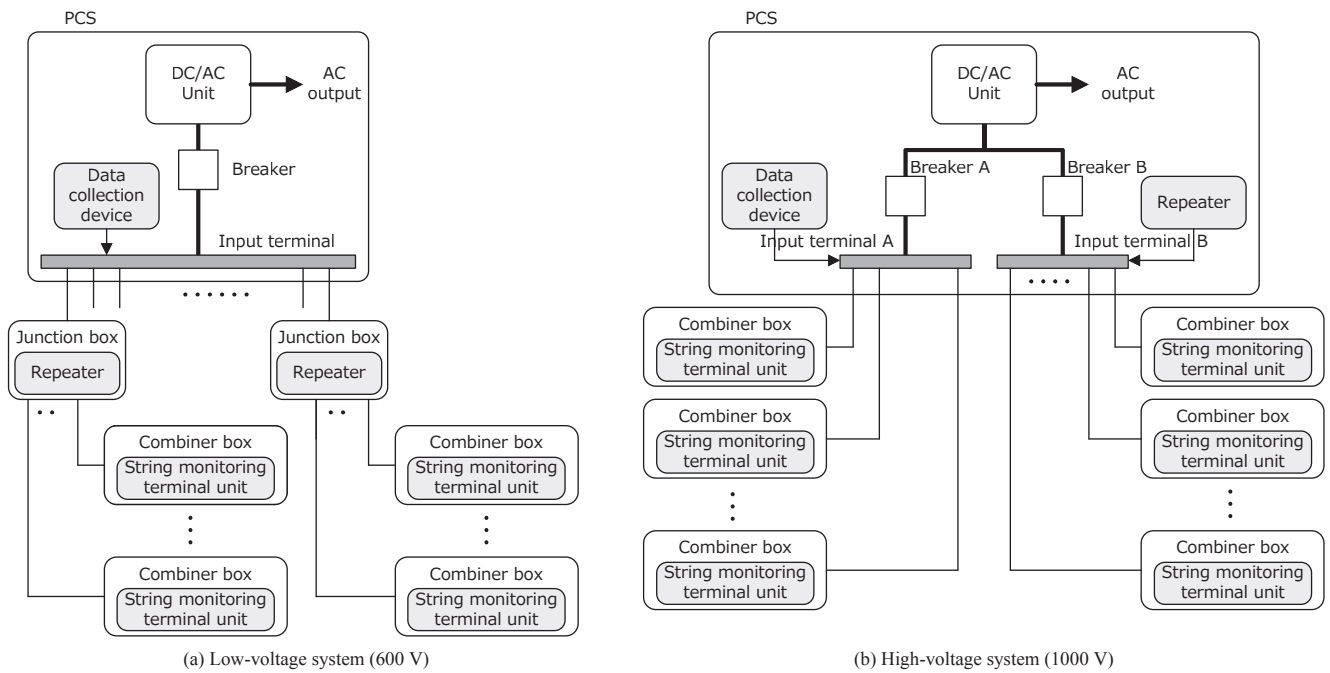 PCS
DC/AC
Unit
AC
output
Breaker
Data
collection
device
Input terminal
Junction box
Repeater
Junction box
Repeater
Combiner box
String monitoring
terminal unit
Combiner box
String monitoring
terminal unit
Combiner box
String monitoring
terminal unit
Combiner box
String monitoring
terminal unit
(a) Low-voltage system (600 V)
PCS
DC/AC
Unit
AC
output
Breaker A
Breaker B
Data
collection
device
Repeater
Input terminal A
Input terminal B
Combiner box
String monitoring
terminal unit
Combiner box
String monitoring
terminal unit
Combiner box
String monitoring
terminal unit
Combiner box
String monitoring
terminal unit
Combiner box
String monitoring
terminal unit
Combiner box
String monitoring
terminal unit
(b) High-voltage system (1000 V)